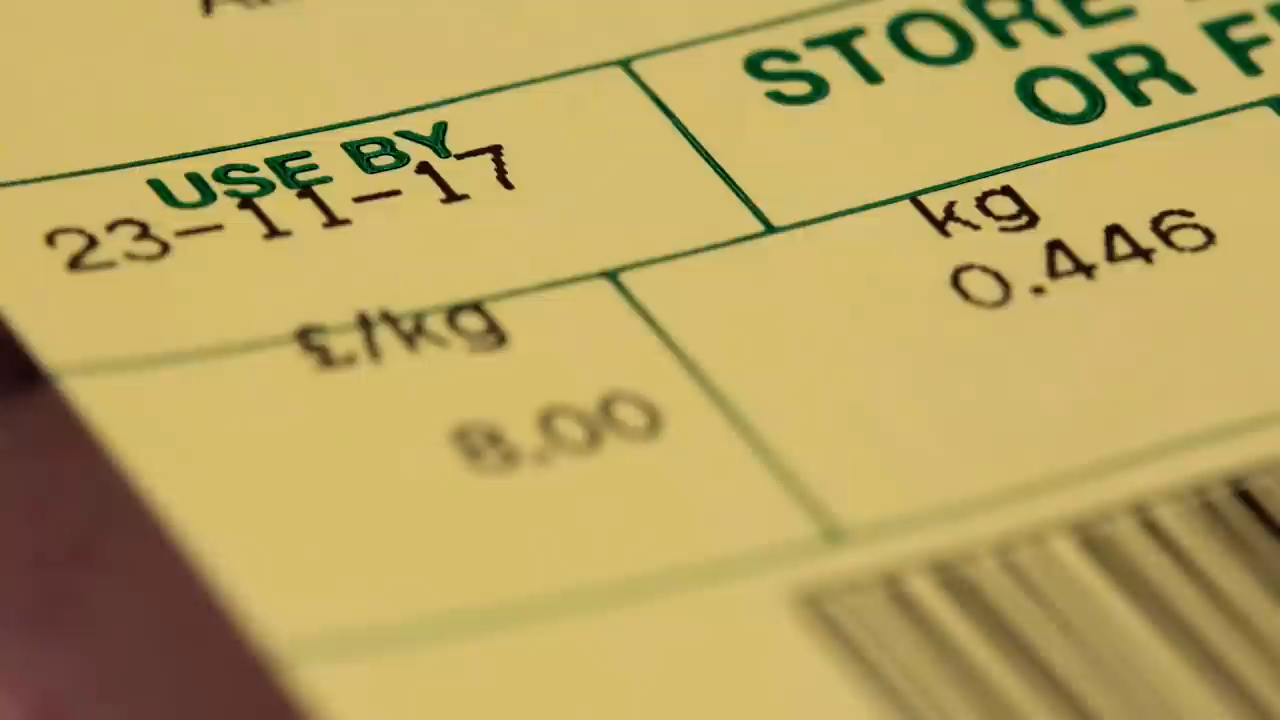 STORE
OR F
USE BY
23-11-17
kg
0.446
£/kg
8.00